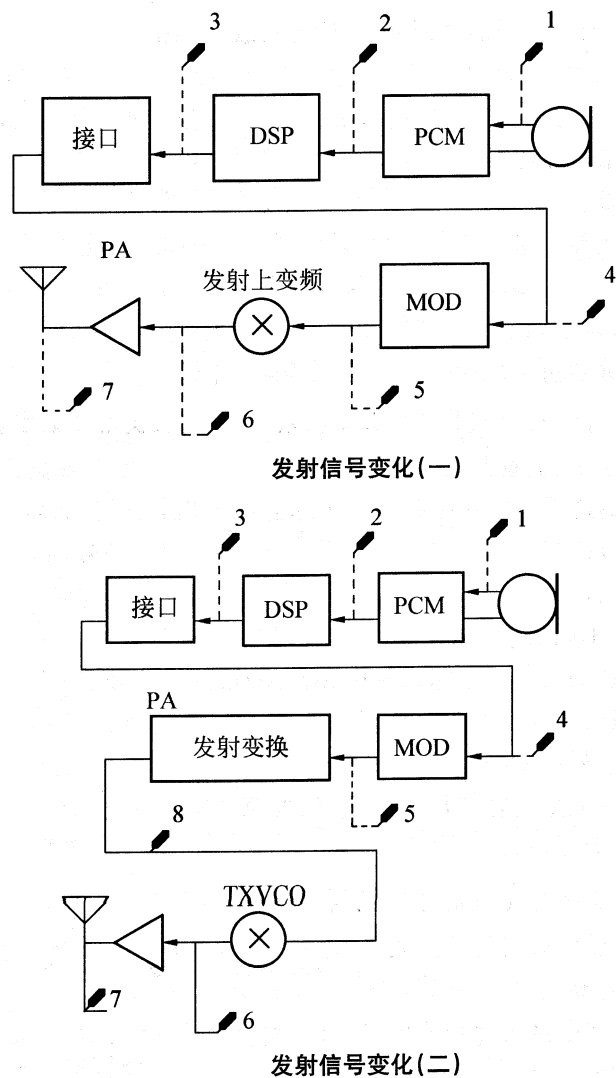 3 2 1
接口 DSP PCM
PA
发射上变频 MOD 4
7 6 5
发射信号变化(一)
3 2 1
接口 DSP PCM
PA
发射变换 MOD 4
8 5
TXVCO
7 6
发射信号变化(二)